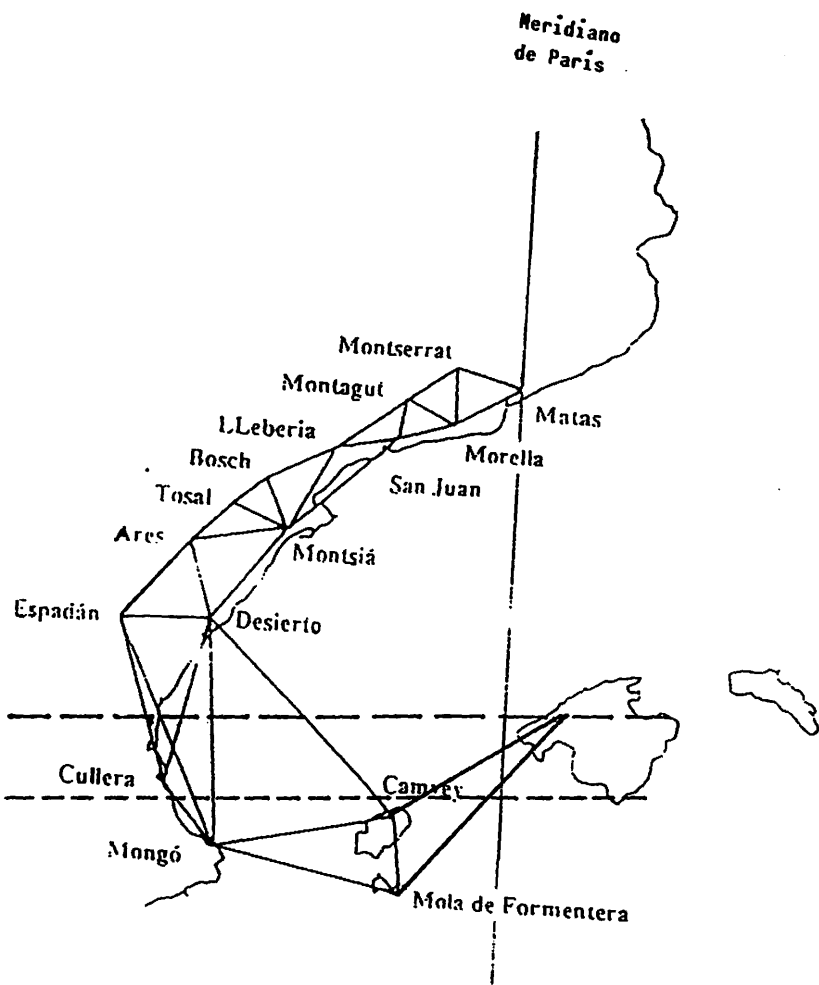 Meridiano
de París
Montserrat
Montagut
LLeberia
Matas
Bosch
Morella
San Juan
Tosal
Ares
Montsiá
Espadán
Desierto
Cullera
Camvey
Mongó
Mola de Formentera